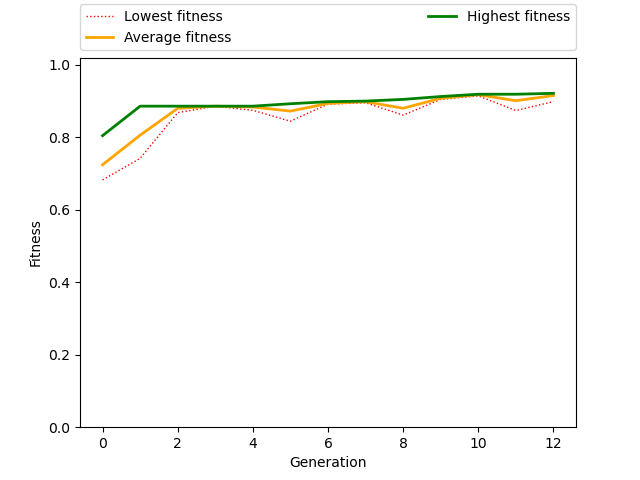 Lowest fitness
Average fitness
Highest fitness
1.0
0.8
0.6
0.4
0.2
0.0
Fitness
0 2 4 6 8 10 12
Generation